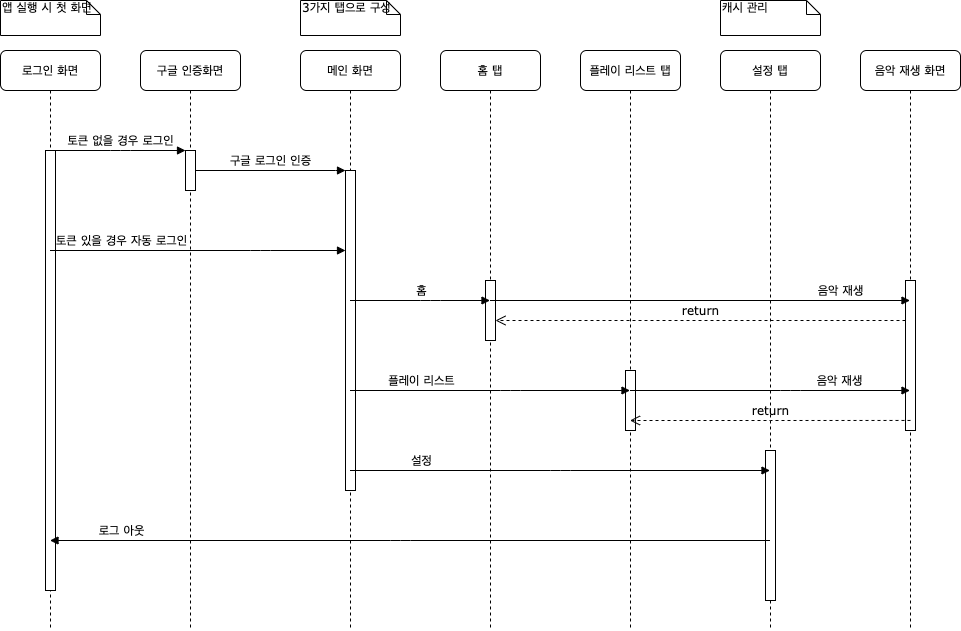 앱 실행 시 첫 화면
3가지 탭으로 구성
캐시 관리
로그인 화면
구글 인증화면
메인 화면
홈 탭
플레이 리스트 탭
설정 탭
음악 재생 화면
토큰 없을 경우 로그인
구글 로그인 인증
토큰 있을 경우 자동 로그인
홈
음악 재생
return
플레이 리스트
음악 재생
return
설정
로그 아웃